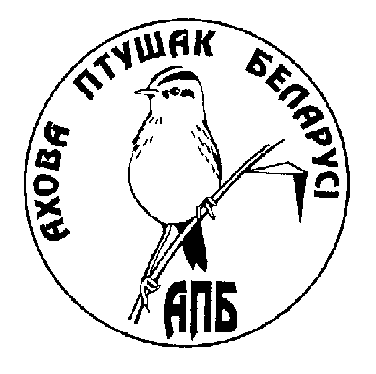 АХОВА ПТУШАК БЕЛАРУСІ
АПБ